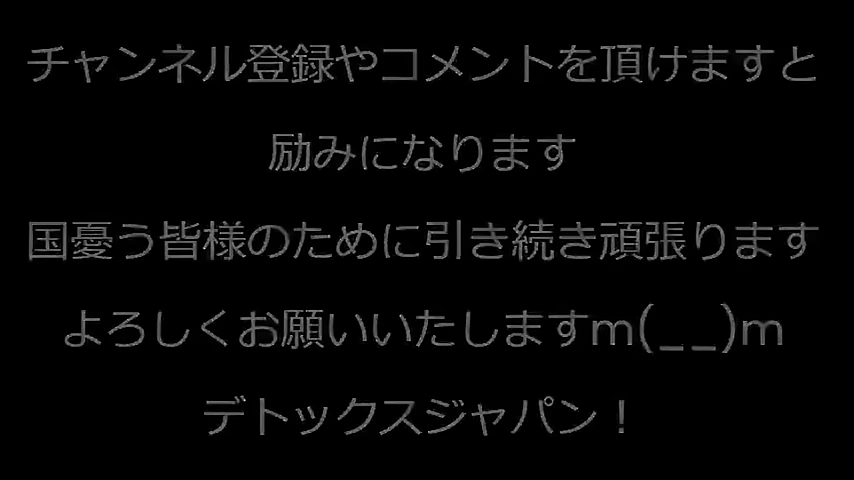 チャンネル登録やコメントを頂けますと
励みになります
国憂う皆様のために引き続き頑張ります
よろしくお願いいたしますm(__)m
デトックスジャパン！